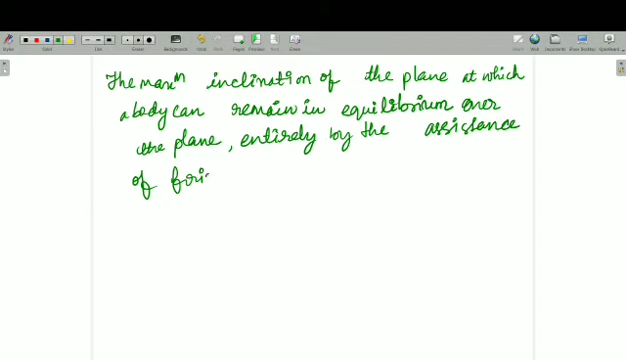 The max^m inclination of the plane at which
a body can remain in equilibrium over
the plane, entirely by the assistance
of fri